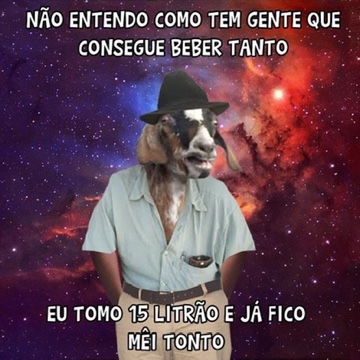 NÃO ENTENDO COMO TEM GENTE QUE
CONSEGUE BEBER TANTO
EU TOMO 15 LITRÃO E JÁ FICO
MÊI TONTO